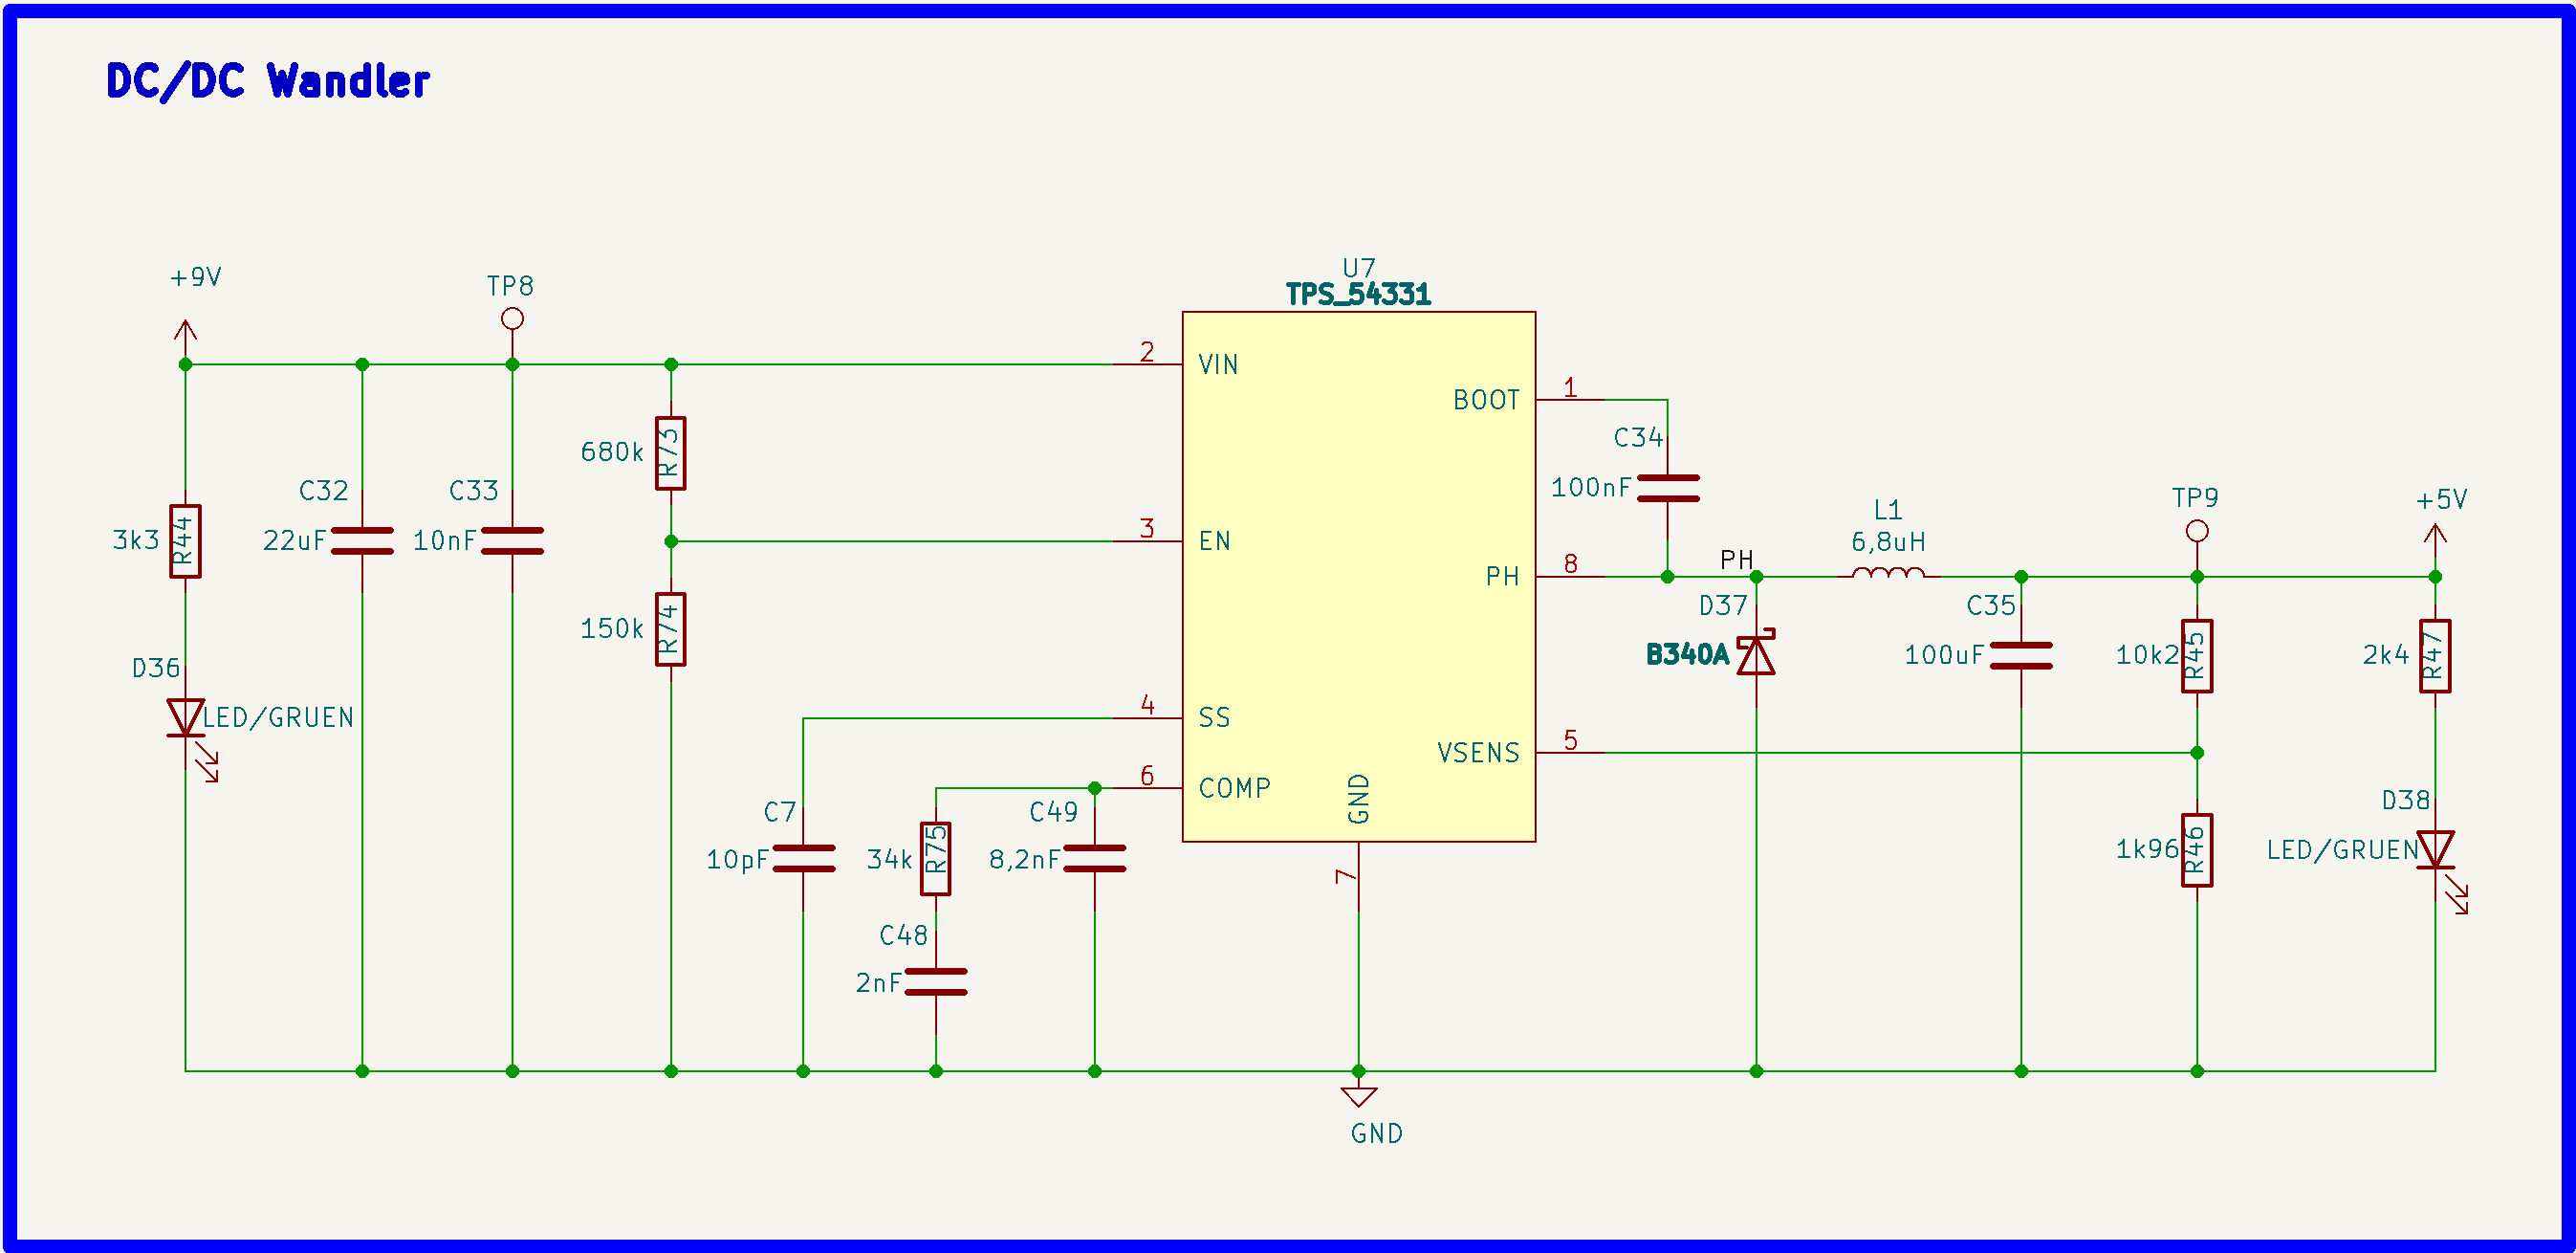 DC/DC Wandler
+9V
TP8
U7
TPS_54331
2
VIN
1
BOOT
680k
R73
C34
100nF
C32
22uF
C33
10nF
3k3
R44
3
EN
8
PH
PH
L1
6,8uH
TP9
+5V
150k
R74
D37
B340A
C35
100uF
10k2
R45
2k4
R47
D36
LED/GRUEN
4
SS
5
VSENS
6
COMP
GND
7
C7
10pF
34k
R75
C49
8,2nF
C48
2nF
1k96
R46
D38
LED/GRUEN
GND